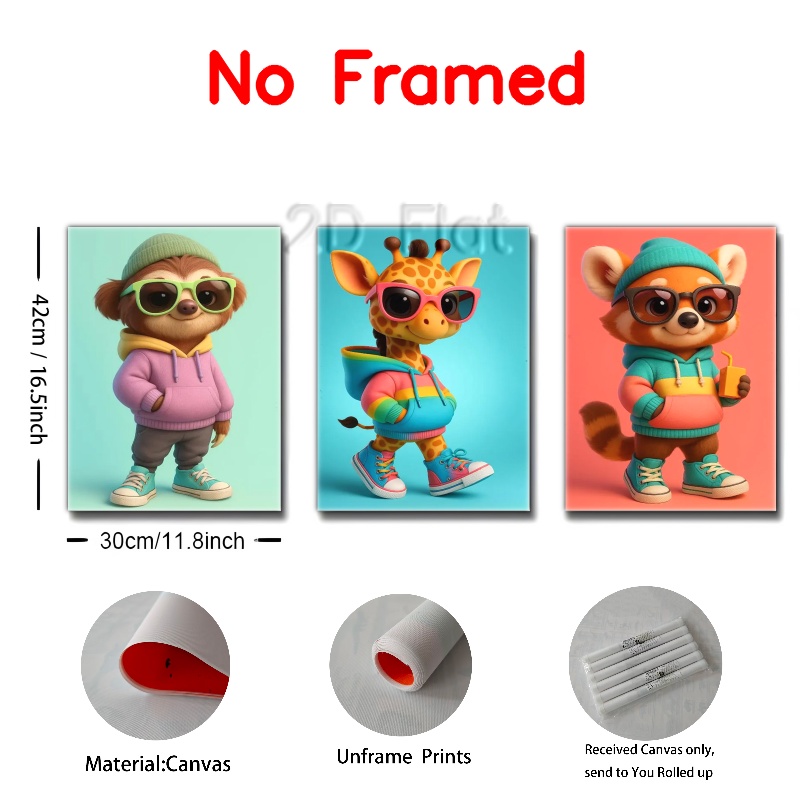 No Framed
2D Flat
42cm / 16.5inch
30cm/11.8inch
Material:Canvas
Unframe Prints
Received Canvas only,
send to You Rolled up